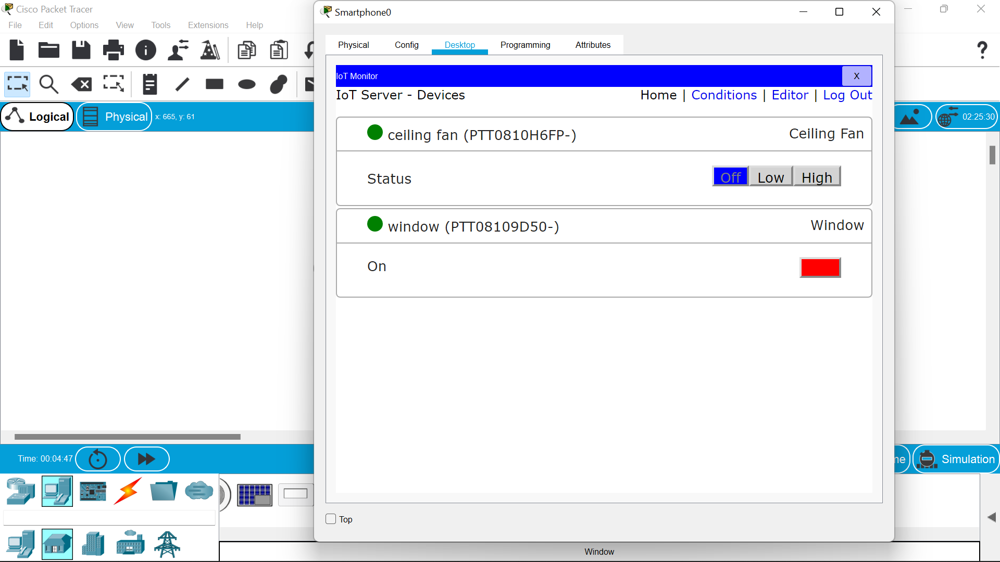 Cisco Packet Tracer
File Edit Options View Tools Extensions Help
Logical Physical x: 665, y: 61
Smartphone0
Physical Config Desktop Programming Attributes
IoT Monitor X
IoT Server - Devices Home | Conditions | Editor | Log Out
ceiling fan (PTT0810H6FP-) Ceiling Fan
Status Off Low High
window (PTT08109D50-) Window
On
Top
?
02:25:30
Time: 00:04:47
me Simulation
Window